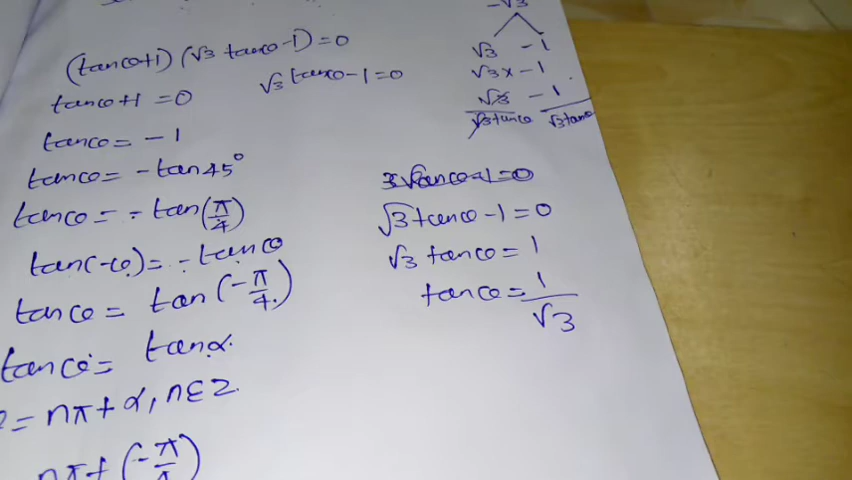 -√3
√3 -1
√3x -1
√3 -1
√3tanθ √3tanθ
(tanθ+1) (√3 tanθ-1)=0
tanθ+1 =0
√3 tanθ-1=0
tanθ= -1
tanθ= -tan45°
tanθ= - tan(π/4)
tan(-θ)= -tanθ
tanθ= tan(-π/4)
tanθ= tanα.
= nπ+α, n∈Z.
nπ+(-π/4)
√3tanθ-1=0
√3 tanθ=1
tanθ=1/√3